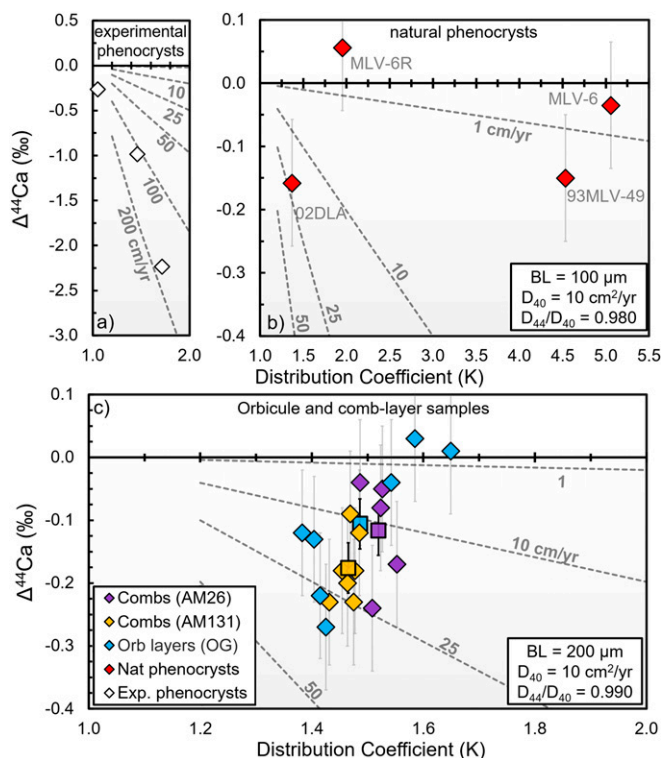 a)
experimental
phenocrysts
Δ⁴⁴Ca (‰)
0.5
0.0
-0.5
-1.0
-1.5
-2.0
-2.5
-3.0
10
25
50
100
200 cm/yr
1.0
2.0
b)
natural phenocrysts
0.1
0.0
-0.1
-0.2
-0.3
-0.4
MLV-6R
MLV-6
1 cm/yr
93MLV-49
02DLA
10
25
50
BL = 100 µm
D₄₀ = 10 cm²/yr
D₄₄/D₄₀ = 0.980
1.0 1.5 2.0 2.5 3.0 3.5 4.0 4.5 5.0 5.5
Distribution Coefficient (K)
c)
Orbicule and comb-layer samples
Δ⁴⁴Ca (‰)
0.1
0.0
-0.1
-0.2
-0.3
-0.4
1
10 cm/yr
25
50
Combs (AM26)
Combs (AM131)
Orb layers (OG)
Nat phenocrysts
Exp. phenocrysts
BL = 200 µm
D₄₀ = 10 cm²/yr
D₄₄/D₄₀ = 0.990
1.0 1.2 1.4 1.6 1.8 2.0
Distribution Coefficient (K)